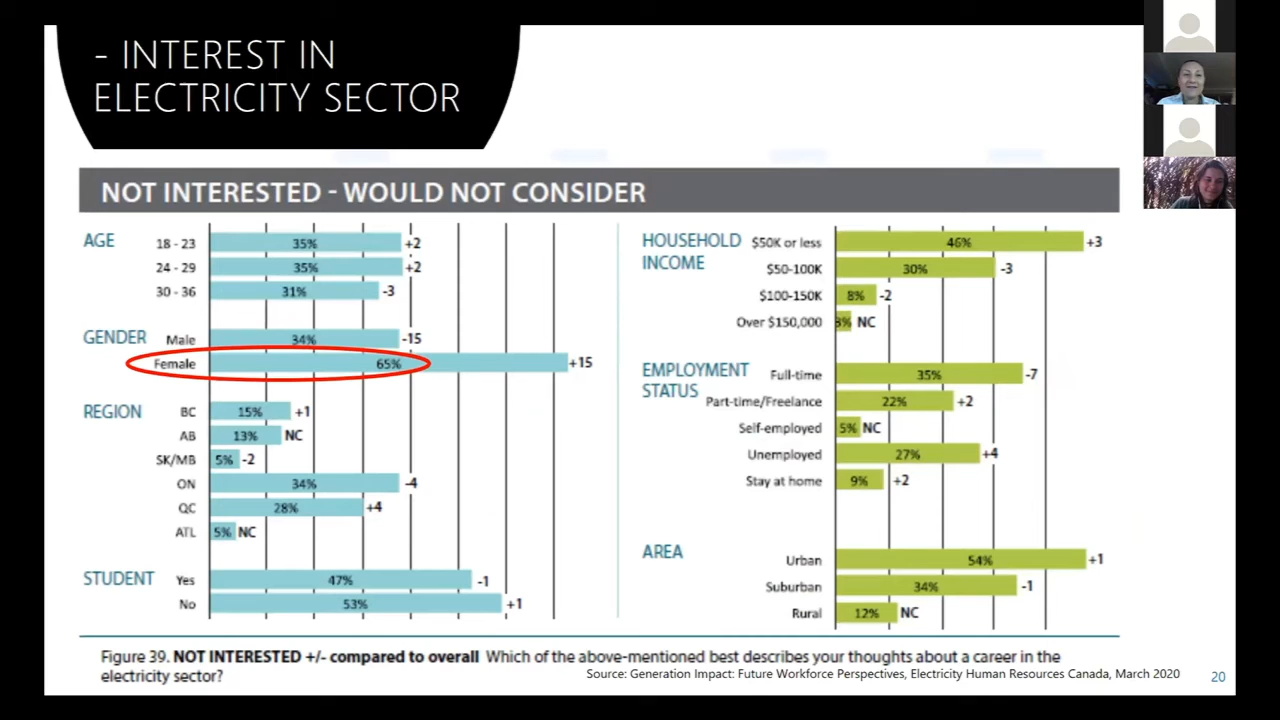 - INTEREST IN
ELECTRICITY SECTOR
NOT INTERESTED - WOULD NOT CONSIDER
AGE
18 - 23 35% +2
24 - 29 35% +2
30 - 36 31% -3
GENDER
Male 34% -15
Female 65% +15
REGION
BC 15% +1
AB 13% NC
SK/MB 5% -2
ON 34% -4
QC 28% +4
ATL 5% NC
STUDENT
Yes 47% -1
No 53% +1
HOUSEHOLD
INCOME
$50K or less 46% +3
$50-100K 30% -3
$100-150K 8% -2
Over $150,000 8% NC
EMPLOYMENT
STATUS
Full-time 35% -7
Part-time/Freelance 22% +2
Self-employed 5% NC
Unemployed 27% +4
Stay at home 9% +2
AREA
Urban 54% +1
Suburban 34% -1
Rural 12% NC
Figure 39. NOT INTERESTED +/- compared to overall Which of the above-mentioned best describes your thoughts about a career in the
electricity sector?
Source: Generation Impact: Future Workforce Perspectives, Electricity Human Resources Canada, March 2020
20